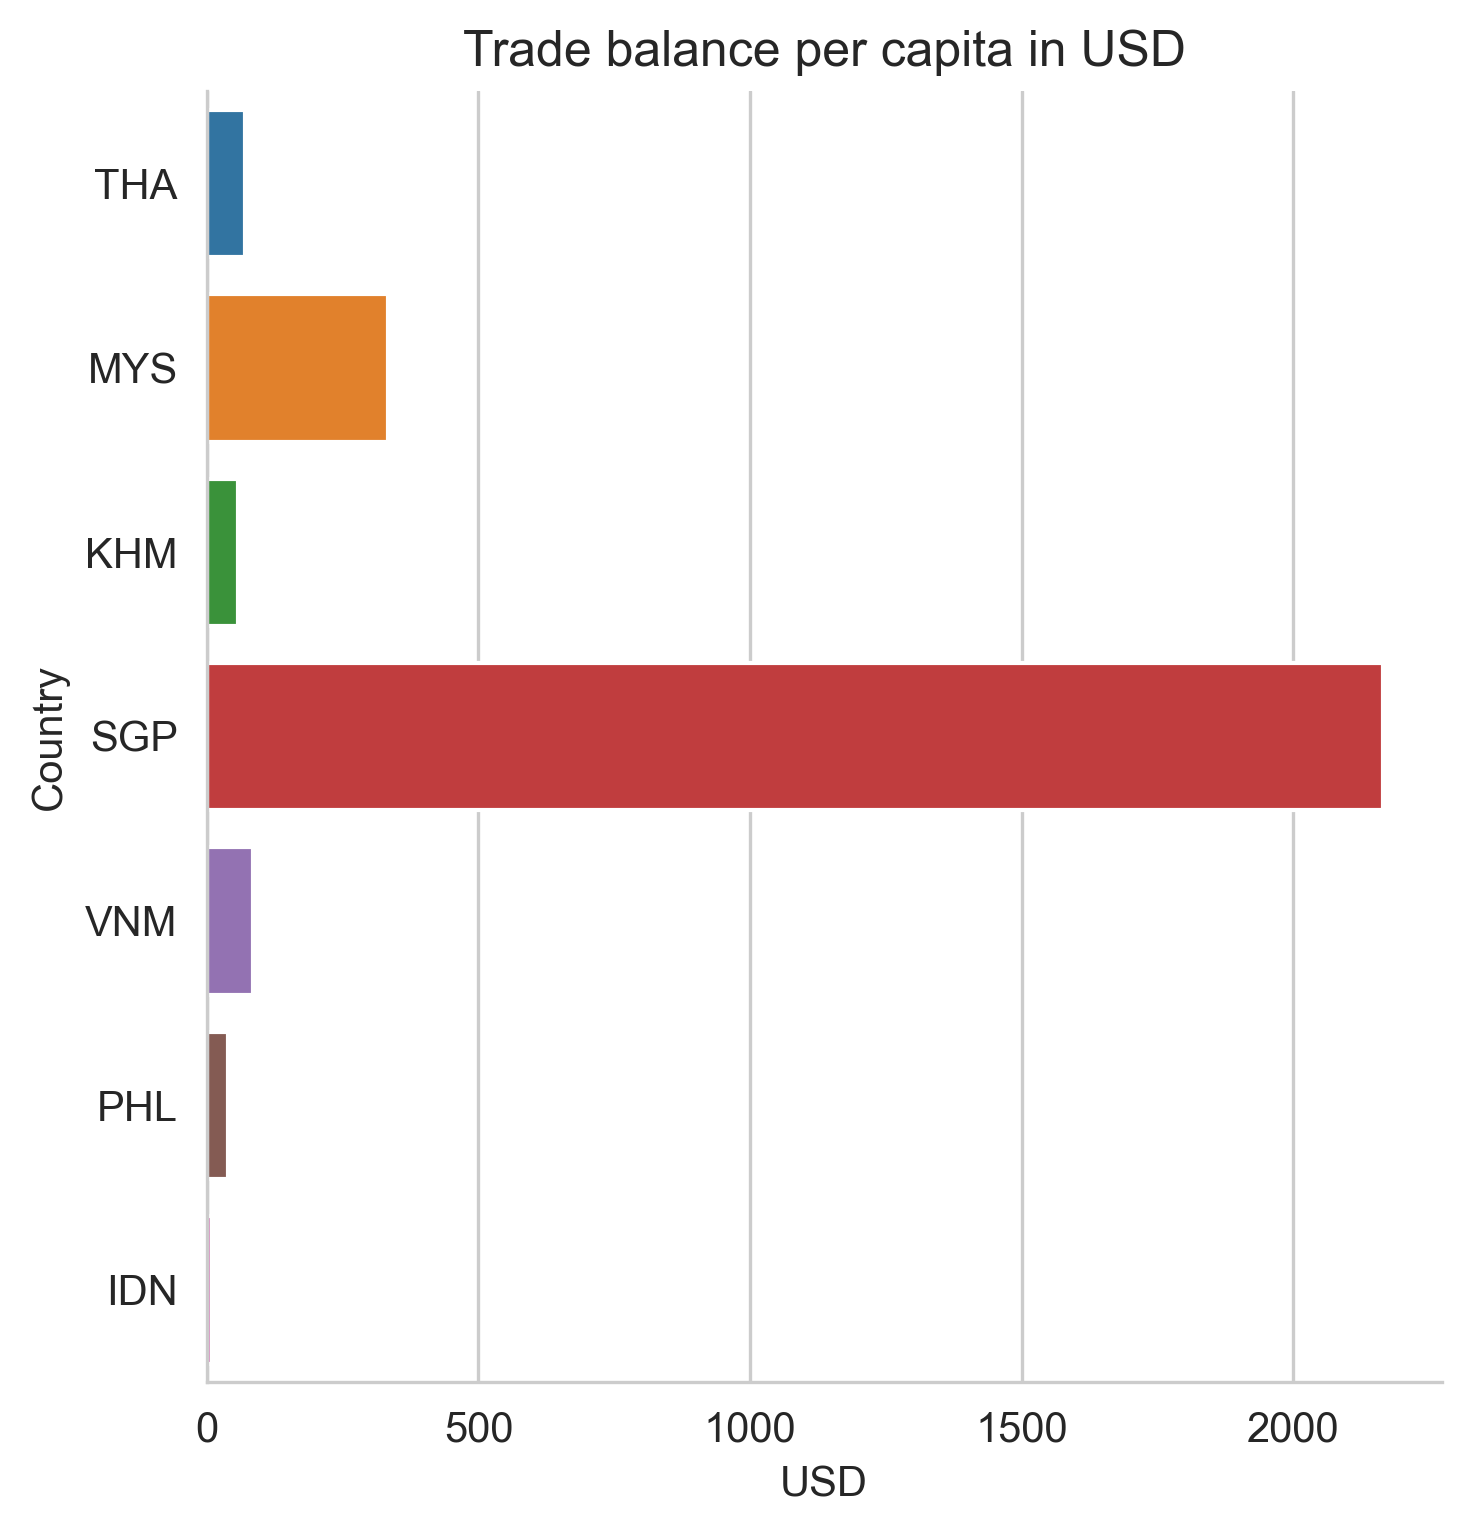 Trade balance per capita in USD
THA
MYS
KHM
SGP
VNM
PHL
IDN
Country
0 500 1000 1500 2000
USD